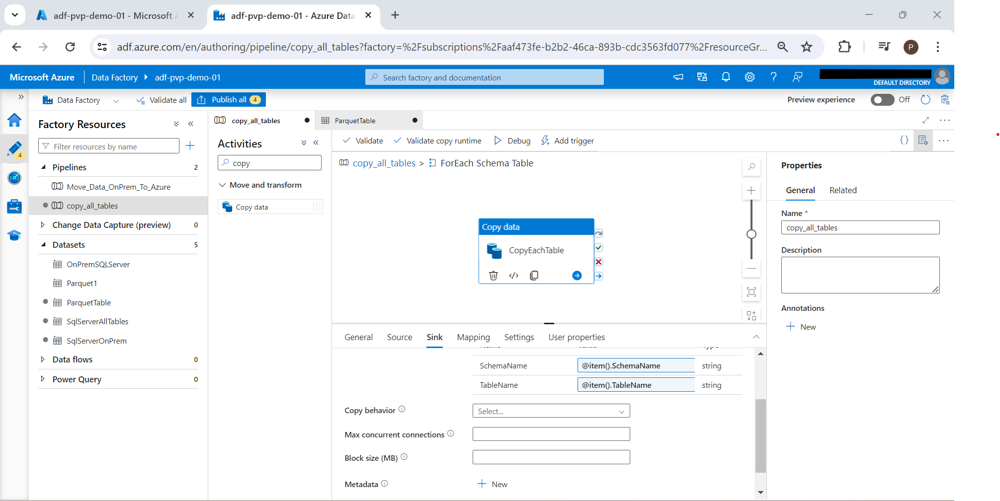 adf-pvp-demo-01 - Microsoft
adf-pvp-demo-01 - Azure Data
adf.azure.com/en/authoring/pipeline/copy_all_tables?factory=%2Fsubscriptions%2Faaf473fe-b2b2-46ca-893b-cdc3563fd077%2FresourceGr...
P
Microsoft Azure
Data Factory
adf-pvp-demo-01
Search factory and documentation
DEFAULT DIRECTORY
Data Factory
Validate all
Publish all 4
Preview experience
Off
Factory Resources
copy_all_tables
ParquetTable
Filter resources by name
4
Activities
copy
Validate
Validate copy runtime
Debug
Add trigger
{}
Pipelines 2
Move_Data_OnPrem_To_Azure
copy_all_tables
Change Data Capture (preview) 0
Datasets 5
OnPremSQLServer
Parquet1
ParquetTable
SqlServerAllTables
SqlServerOnPrem
Data flows 0
Power Query 0
Move and transform
Copy data
copy_all_tables > ForEach Schema Table
Copy data
CopyEachTable
Properties
General
Related
Name *
copy_all_tables
Description
Annotations
New
General
Source
Sink
Mapping
Settings
User properties
SchemaName @item().SchemaName string
TableName @item().TableName string
Copy behavior Select...
Max concurrent connections
Block size (MB)
Metadata New